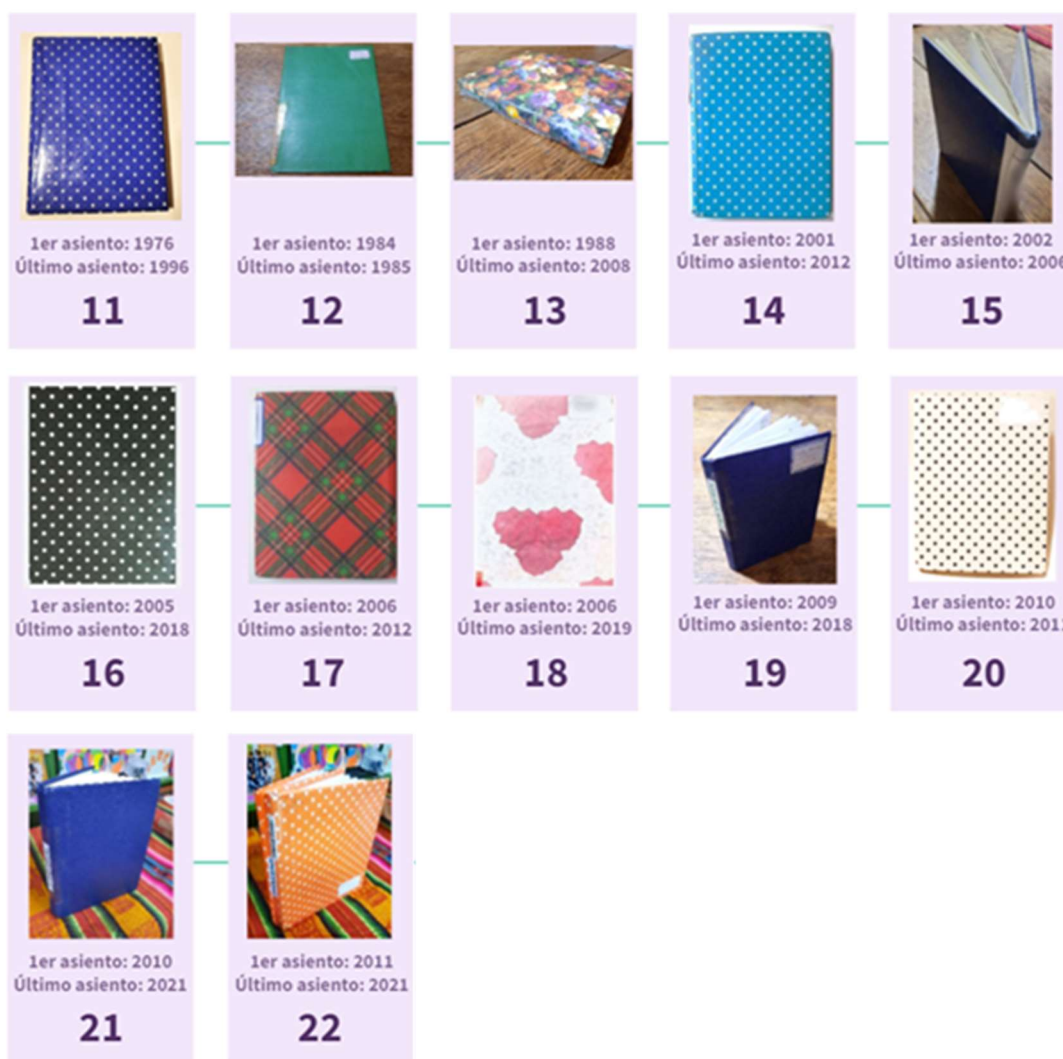 1er asiento: 1976
Último asiento: 1996
11
1er asiento: 1984
Último asiento: 1985
12
1er asiento: 1988
Último asiento: 2008
13
1er asiento: 2001
Último asiento: 2012
14
1er asiento: 2002
Último asiento: 2006
15
1er asiento: 2005
Último asiento: 2018
16
1er asiento: 2006
Último asiento: 2012
17
1er asiento: 2006
Último asiento: 2019
18
1er asiento: 2009
Último asiento: 2018
19
1er asiento: 2010
Último asiento:
20
1er asiento: 2010
Último asiento: 2021
21
1er asiento: 2011
Último asiento: 2021
22